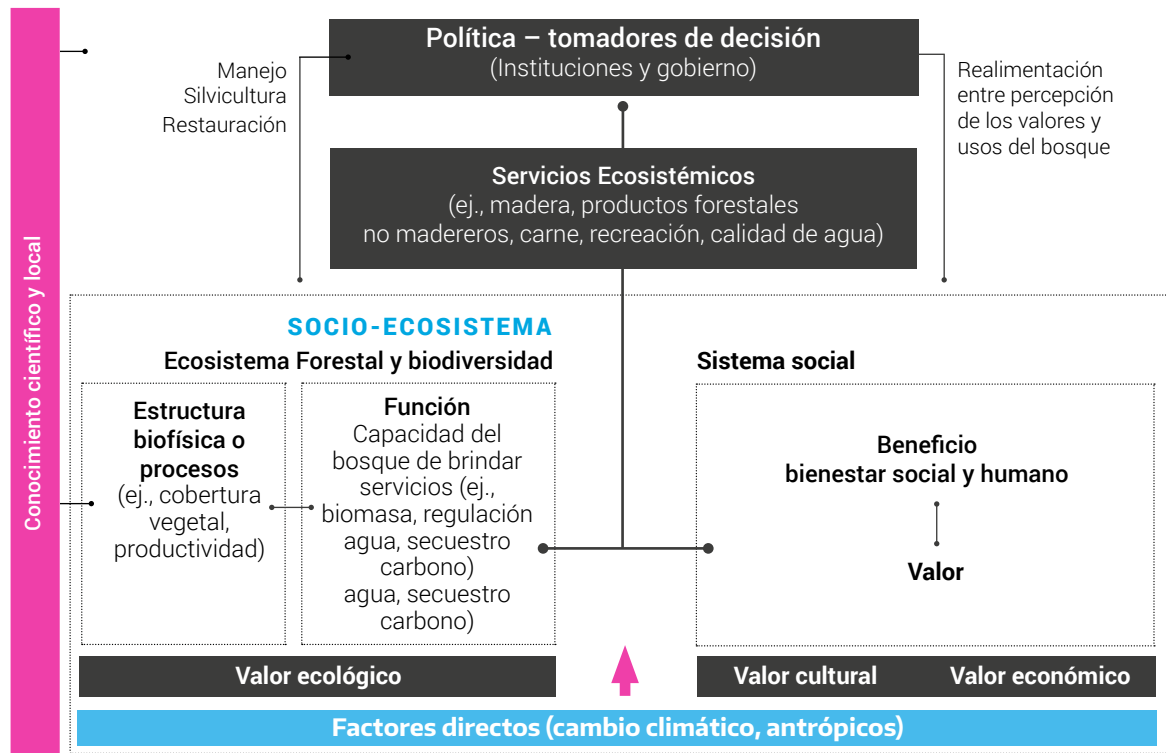 Conocimiento científico y local
Política – tomadores de decisión
(Instituciones y gobierno)
Manejo
Silvicultura
Restauración
Realimentación
entre percepción
de los valores y
usos del bosque
Servicios Ecosistémicos
(ej., madera, productos forestales
no madereros, carne, recreación, calidad de agua)
SOCIO-ECOSISTEMA
Ecosistema Forestal y biodiversidad
Estructura
biofísica o
procesos
(ej., cobertura
vegetal,
productividad)
Función
Capacidad del
bosque de brindar
servicios (ej.,
biomasa, regulación
agua, secuestro
carbono)
agua, secuestro
carbono)
Sistema social
Beneficio
bienestar social y humano
Valor
Valor ecológico
Valor cultural
Valor económico
Factores directos (cambio climático, antrópicos)